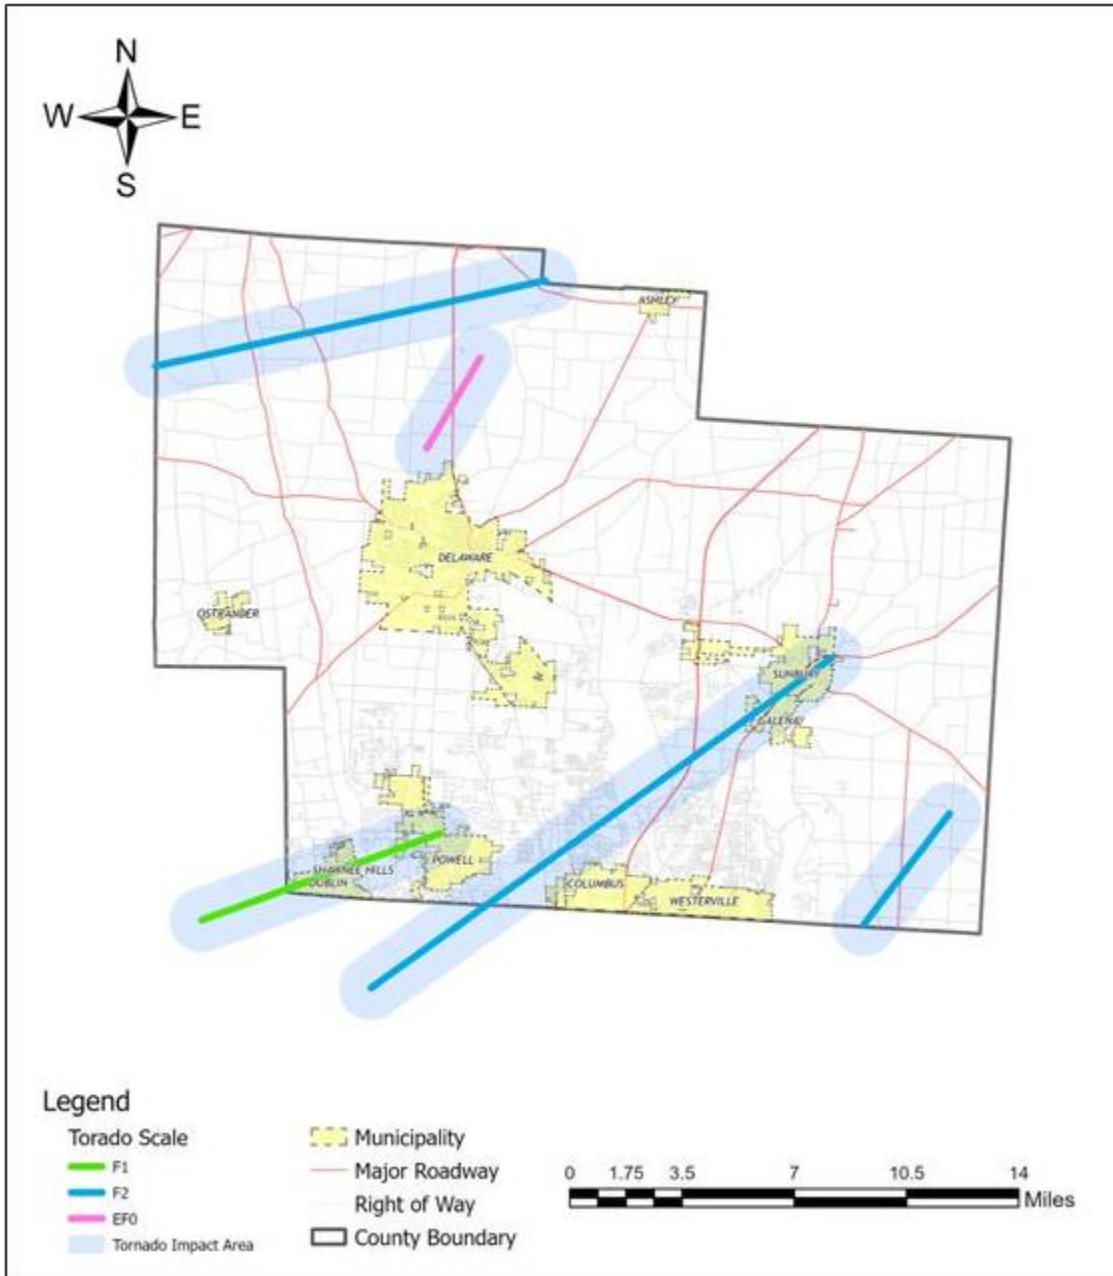 N
W E
S
ASHLEY
DELAWARE
OSTRANDER
SUNBURY
GALENA
POWELL
SHAWNEE HILLS
DUBLIN
COLUMBUS
WESTERVILLE
Legend
Torado Scale
F1
F2
EF0
Tornado Impact Area
Municipality
Major Roadway
Right of Way
County Boundary
0 1.75 3.5 7 10.5 14
Miles